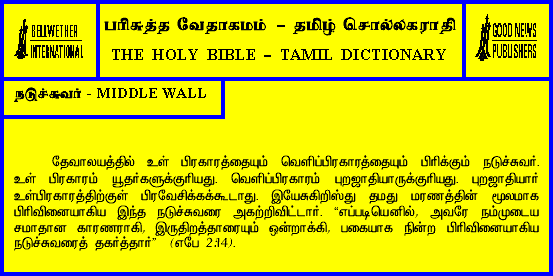 BELLWETHER
INTERNATIONAL
பரிசுத்த வேதாகமம் – தமிழ் சொல்லகராதி
THE HOLY BIBLE – TAMIL DICTIONARY
GOOD NEWS
PUBLISHERS
நடுச்சுவர் - MIDDLE WALL
தேவாலயத்தில் உள் பிரகாரத்தையும் வெளிப்பிரகாரத்தையும் பிரிக்கும் நடுச்சுவர்.
உள் பிரகாரம் யூதர்களுக்குரியது. வெளிப்பிரகாரம் புறஜாதியாருக்குரியது. புறஜாதியார்
உள்பிரகாரத்திற்குள் பிரவேசிக்கக்கூடாது. இயேசுகிறிஸ்து தமது மரணத்தின் மூலமாக
பிரிவினையாகிய இந்த நடுச்சுவரை அகற்றிவிட்டார். “எப்படியெனில், அவரே நம்முடைய
சமாதான காரணராகி, இருதிறத்தாரையும் ஒன்றாக்கி, பகையாக நின்ற பிரிவினையாகிய
நடுச்சுவரைத் தகர்த்தார்” (எபே 2:14).